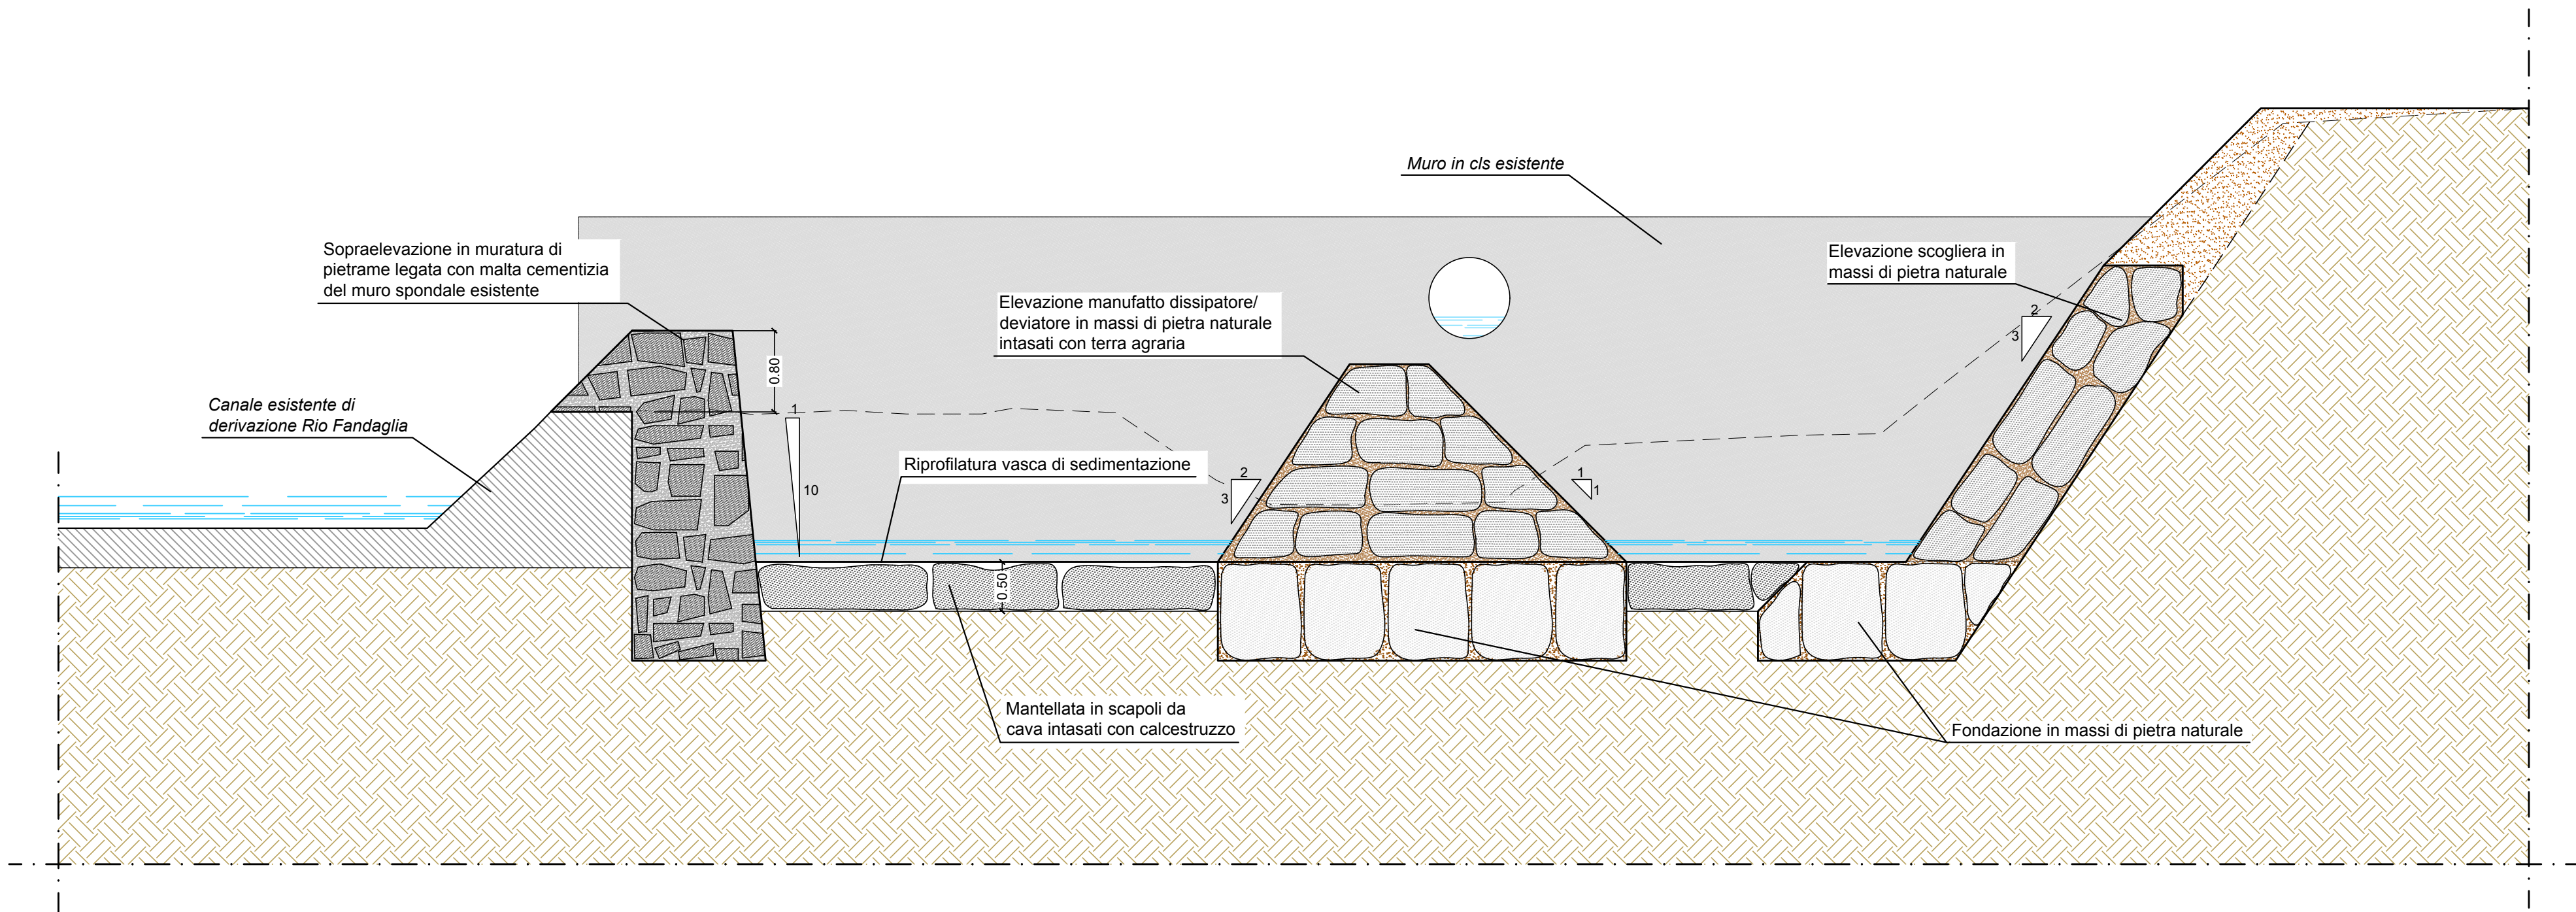 Muro in cls esistente
Sopraelevazione in muratura di
pietrame legata con malta cementizia
del muro spondale esistente
Elevazione scogliera in
massi di pietra naturale
Elevazione manufatto dissipatore/
deviatore in massi di pietra naturale
intasati con terra agraria
2
3
0.80
Canale esistente di
derivazione Rio Fandaglia
1
10
Riprofilatura vasca di sedimentazione
2
3
1
1
0.50
Mantellata in scapoli da
cava intasati con calcestruzzo
Fondazione in massi di pietra naturale